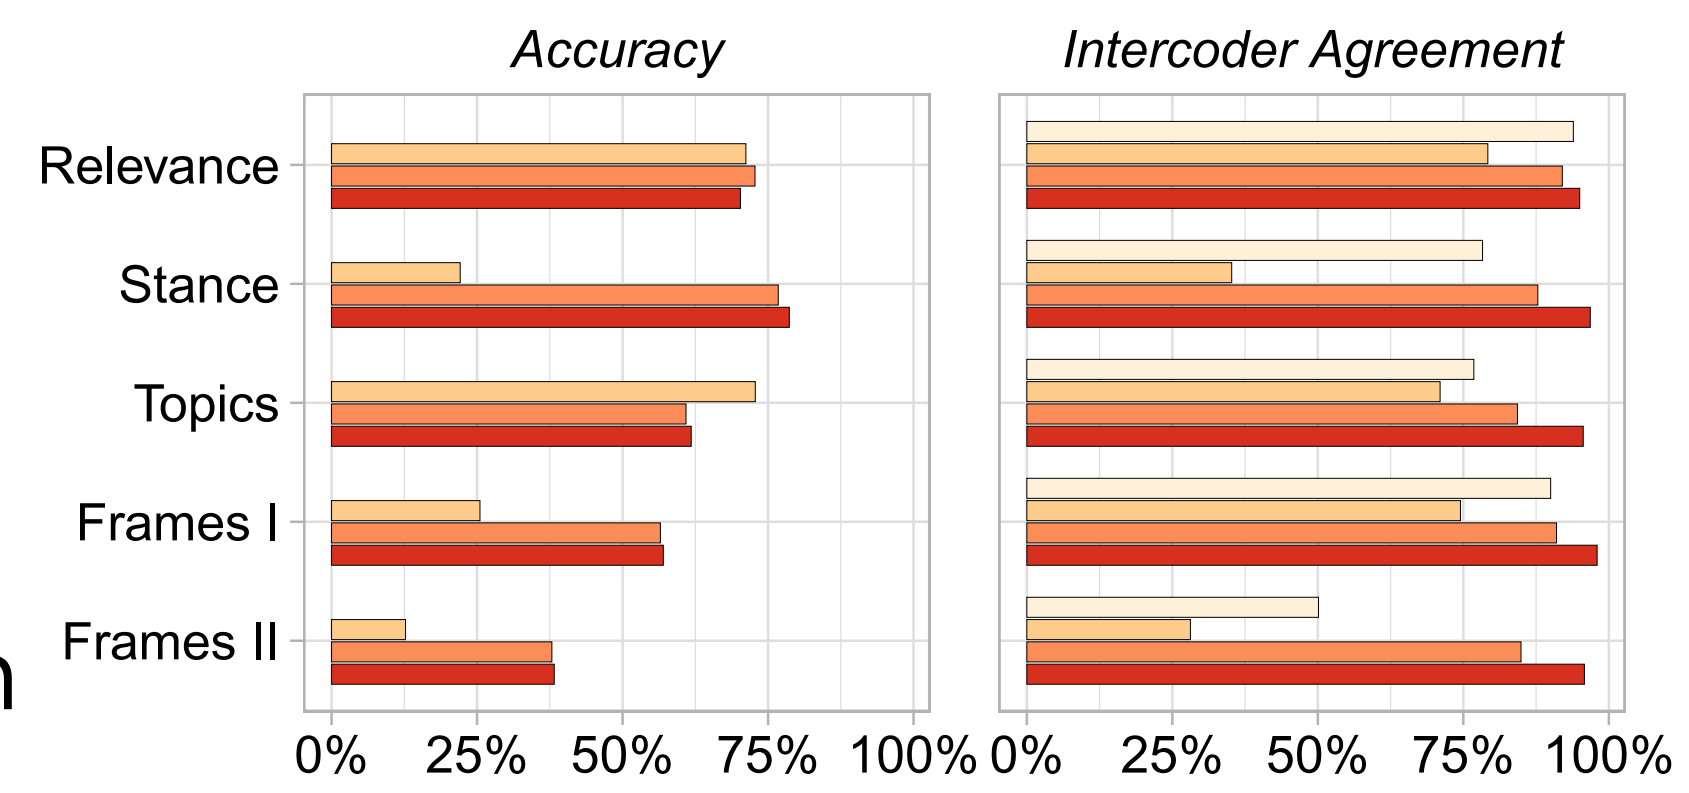 Accuracy
Intercoder Agreement
Relevance
Stance
Topics
Frames I
Frames II
n
0% 25% 50% 75% 100% 0% 25% 50% 75% 100%